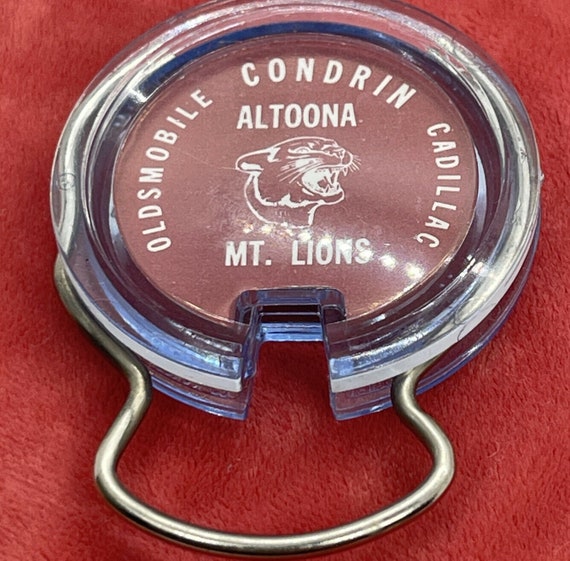 OLDSMOBILE CONDRIN CADILLAC
ALTOONA
MT. LIONS